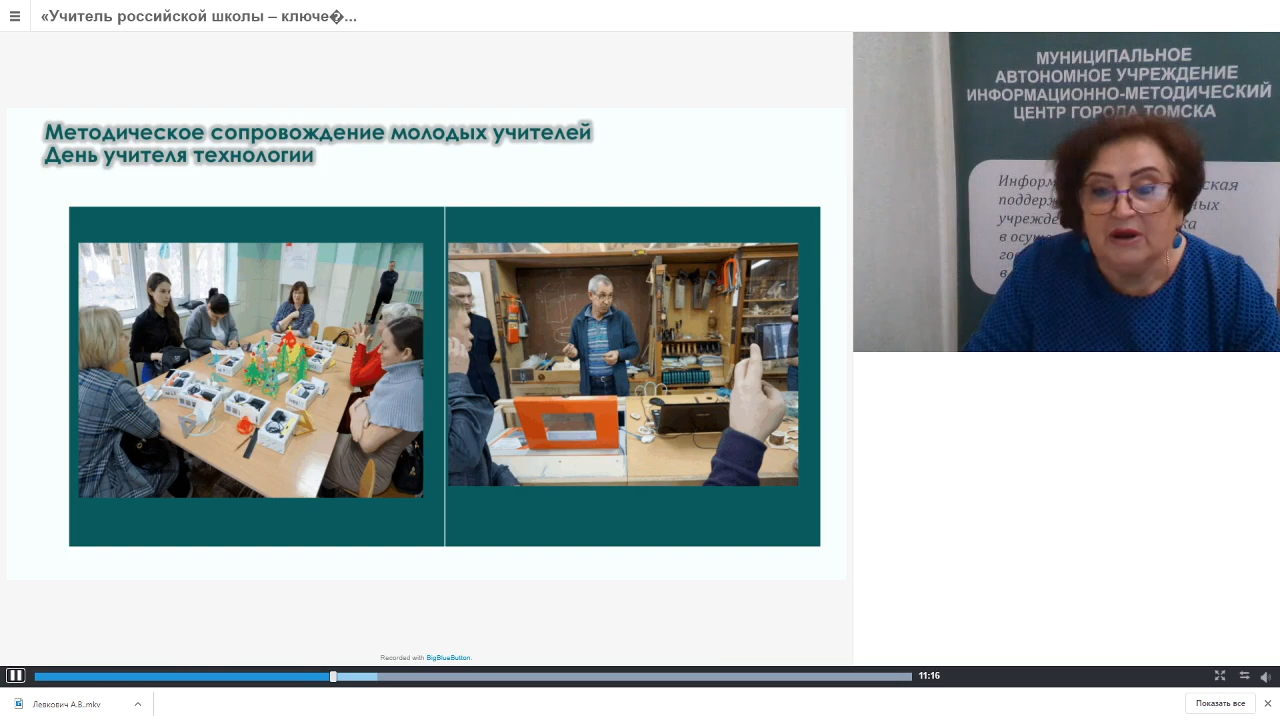 «Учитель российской школы – ключе�...
Методическое сопровождение молодых учителей
День учителя технологии
МУНИЦИПАЛЬНОЕ
АВТОНОМНОЕ УЧРЕЖДЕНИЕ
ИНФОРМАЦИОННО-МЕТОДИЧЕСКИЙ
ЦЕНТР ГОРОДА ТОМСКА
Recorded with BigBlueButton.
11:16
Левкович А.В..mkv
Показать все